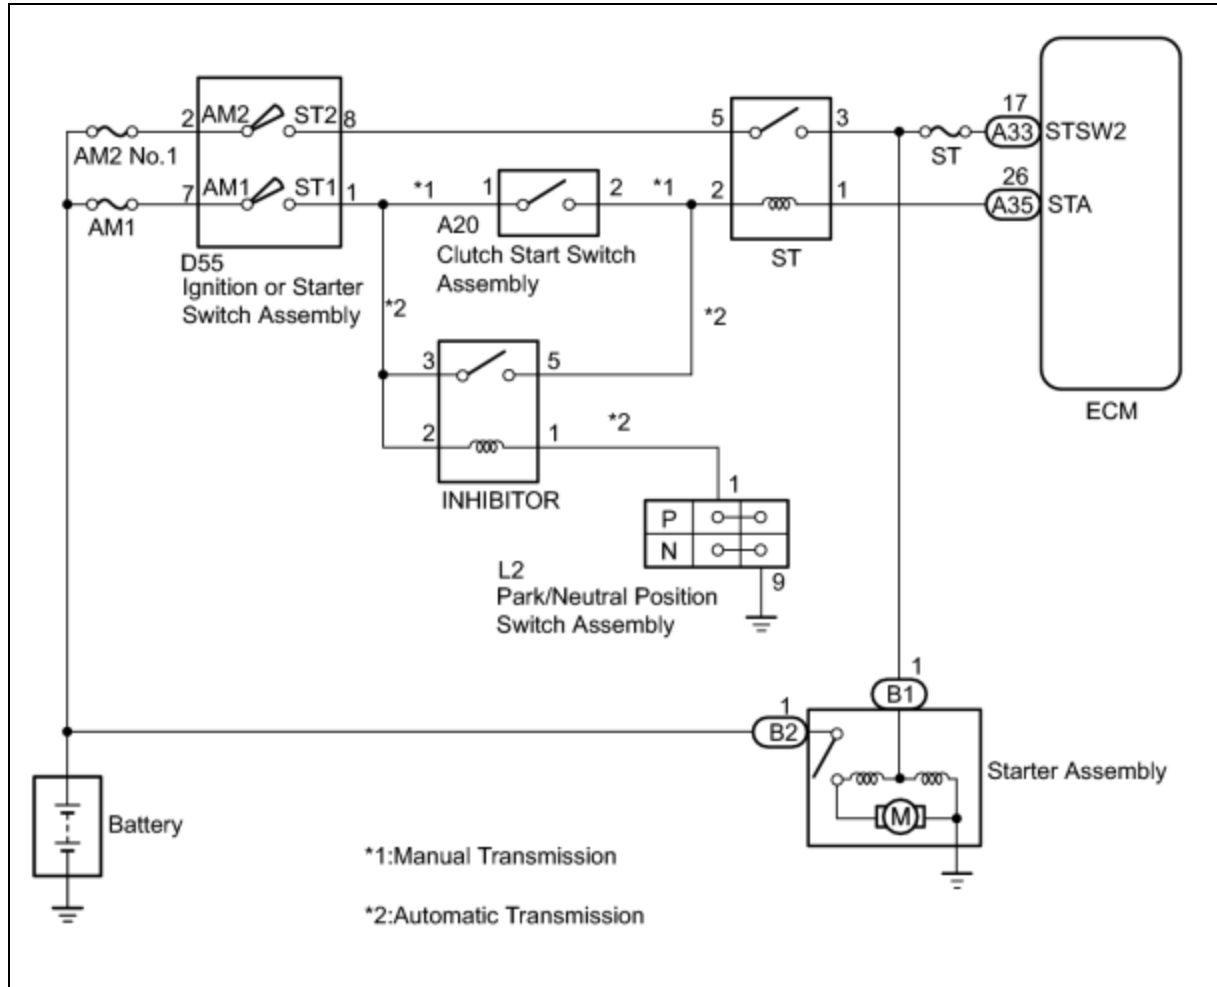 17
2 AM2 ST2 8
5 3
A33 STSW2
AM2 No.1
ST
26
7 AM1 ST1 1
*1 1 2 *1
2 1
A35 STA
AM1
A20
Clutch Start Switch
Assembly
ST
D55
Ignition or Starter
Switch Assembly
*2
*2
3 5
ECM
*2
2 1
INHIBITOR
1
P
N
L2
9
Park/Neutral Position
Switch Assembly
1
B1
1
B2
Starter Assembly
M
Battery
*1:Manual Transmission
*2:Automatic Transmission